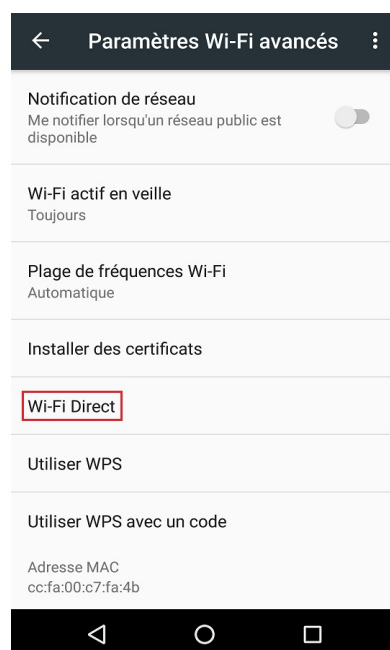 Paramètres Wi-Fi avancés
Notification de réseau
Me notifier lorsqu'un réseau public est
disponible
Wi-Fi actif en veille
Toujours
Plage de fréquences Wi-Fi
Automatique
Installer des certificats
Wi-Fi Direct
Utiliser WPS
Utiliser WPS avec un code
Adresse MAC
cc:fa:00:c7:fa:4b